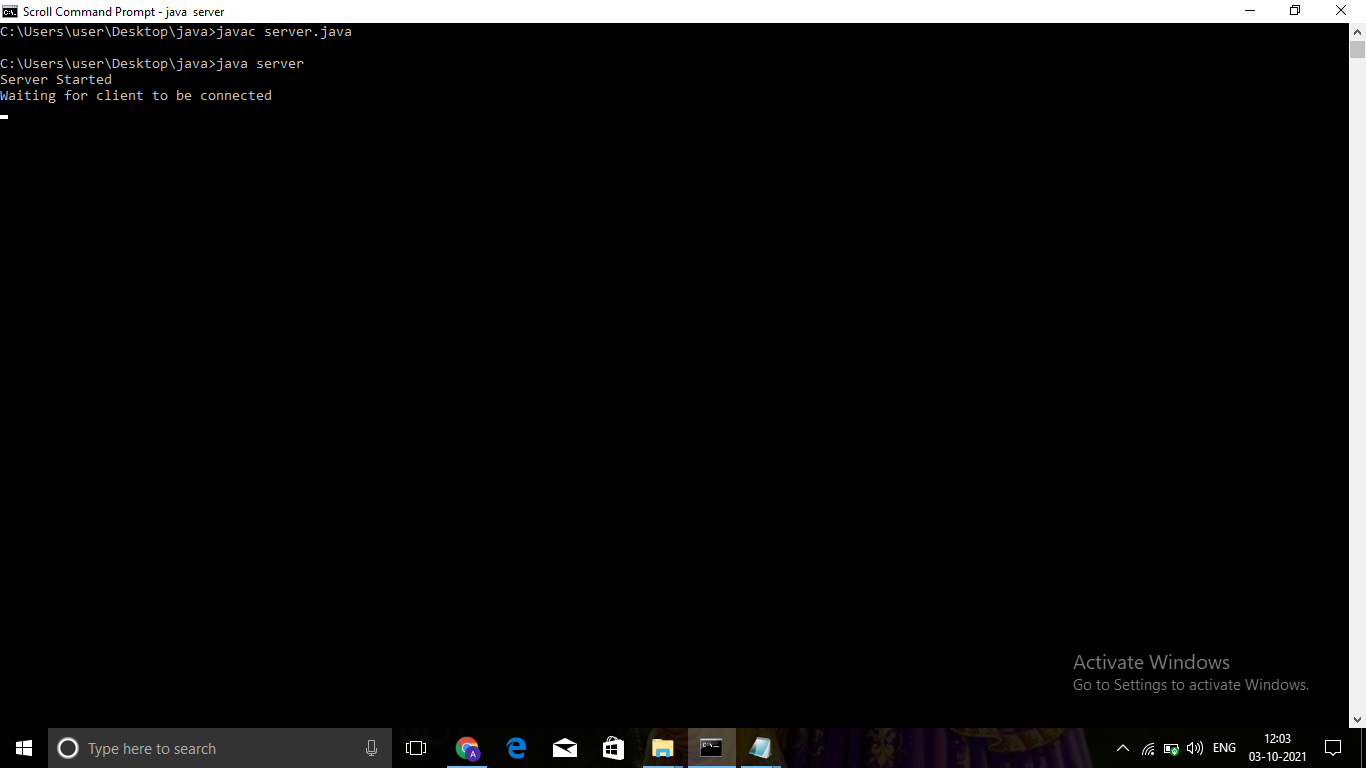 Scroll Command Prompt - java  server
C:\Users\user\Desktop\java>javac server.java
C:\Users\user\Desktop\java>java server
Server Started
Waiting for client to be connected
Activate Windows
Go to Settings to activate Windows.
Type here to search
A
ENG
12:03
03-10-2021